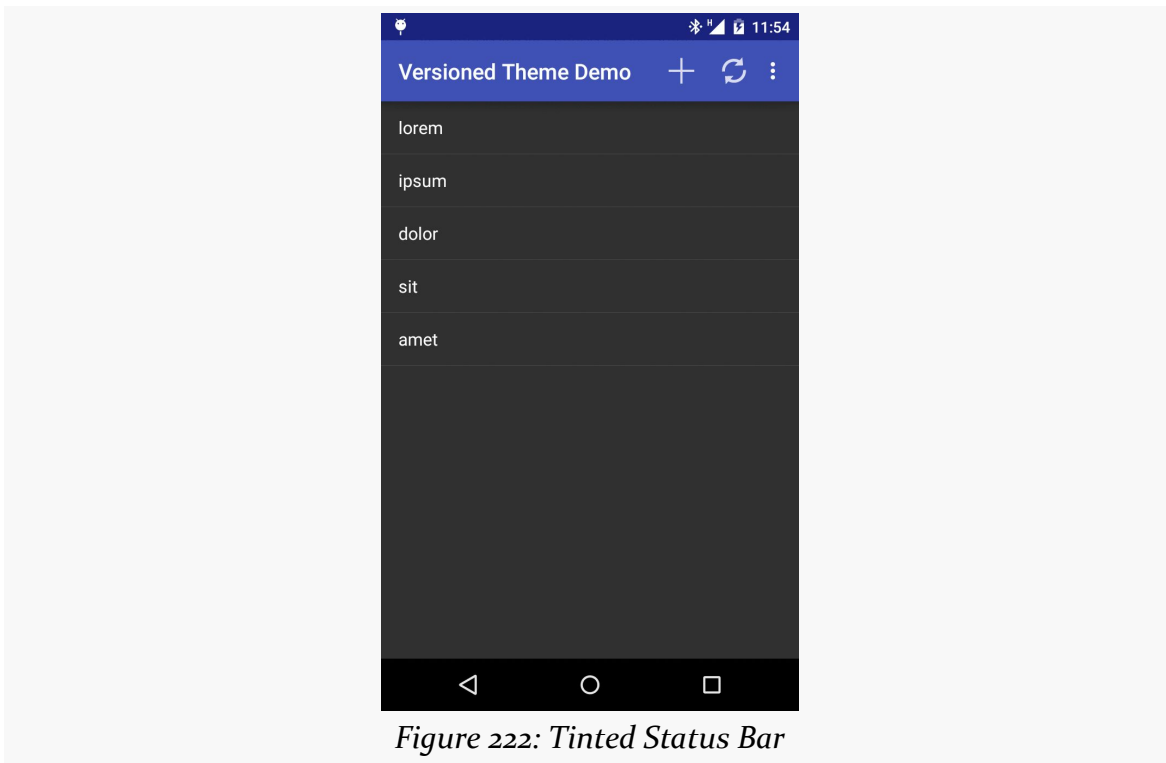 H 11:54
Versioned Theme Demo
lorem
ipsum
dolor
sit
amet
Figure 222: Tinted Status Bar